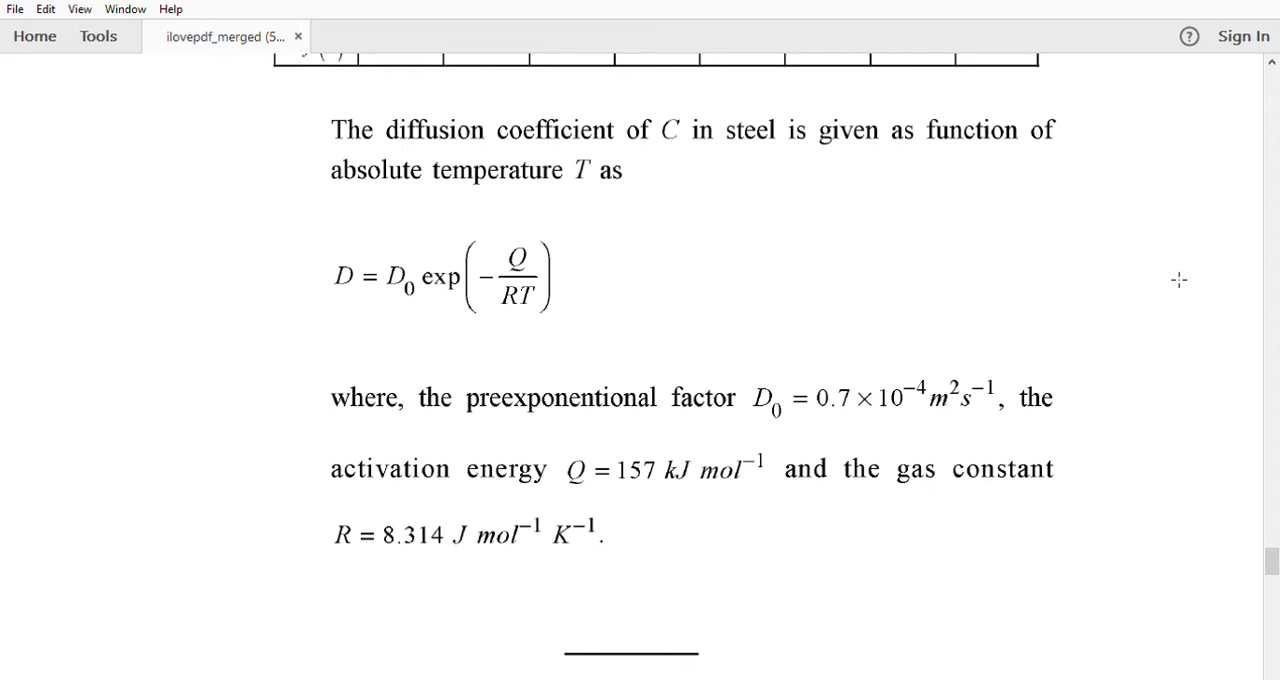 File Edit View Window Help
Home Tools ilovepdf_merged (5... × ? Sign In
The diffusion coefficient of C in steel is given as function of
absolute temperature T as
D = D₀ exp(−Q/RT)
where, the preexponential factor D₀ = 0.7 × 10⁻⁴ m² s⁻¹, the
activation energy Q = 157 kJ mol⁻¹ and the gas constant
R = 8.314 J mol⁻¹ K⁻¹.